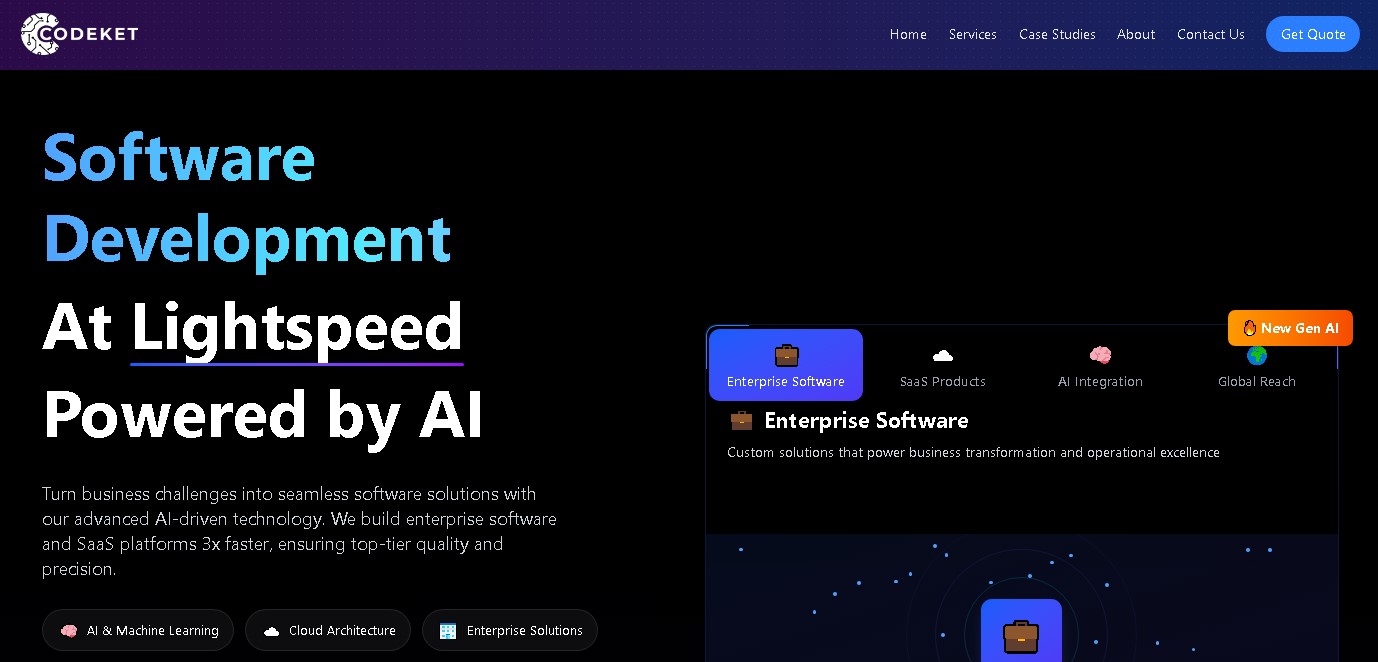 CODEKET
Home
Services
Case Studies
About
Contact Us
Get Quote
Software
Development
At Lightspeed
Powered by AI
Turn business challenges into seamless software solutions with
our advanced AI-driven technology. We build enterprise software
and SaaS platforms 3x faster, ensuring top-tier quality and
precision.
AI & Machine Learning
Cloud Architecture
Enterprise Solutions
New Gen AI
Enterprise Software
SaaS Products
AI Integration
Global Reach
Enterprise Software
Custom solutions that power business transformation and operational excellence